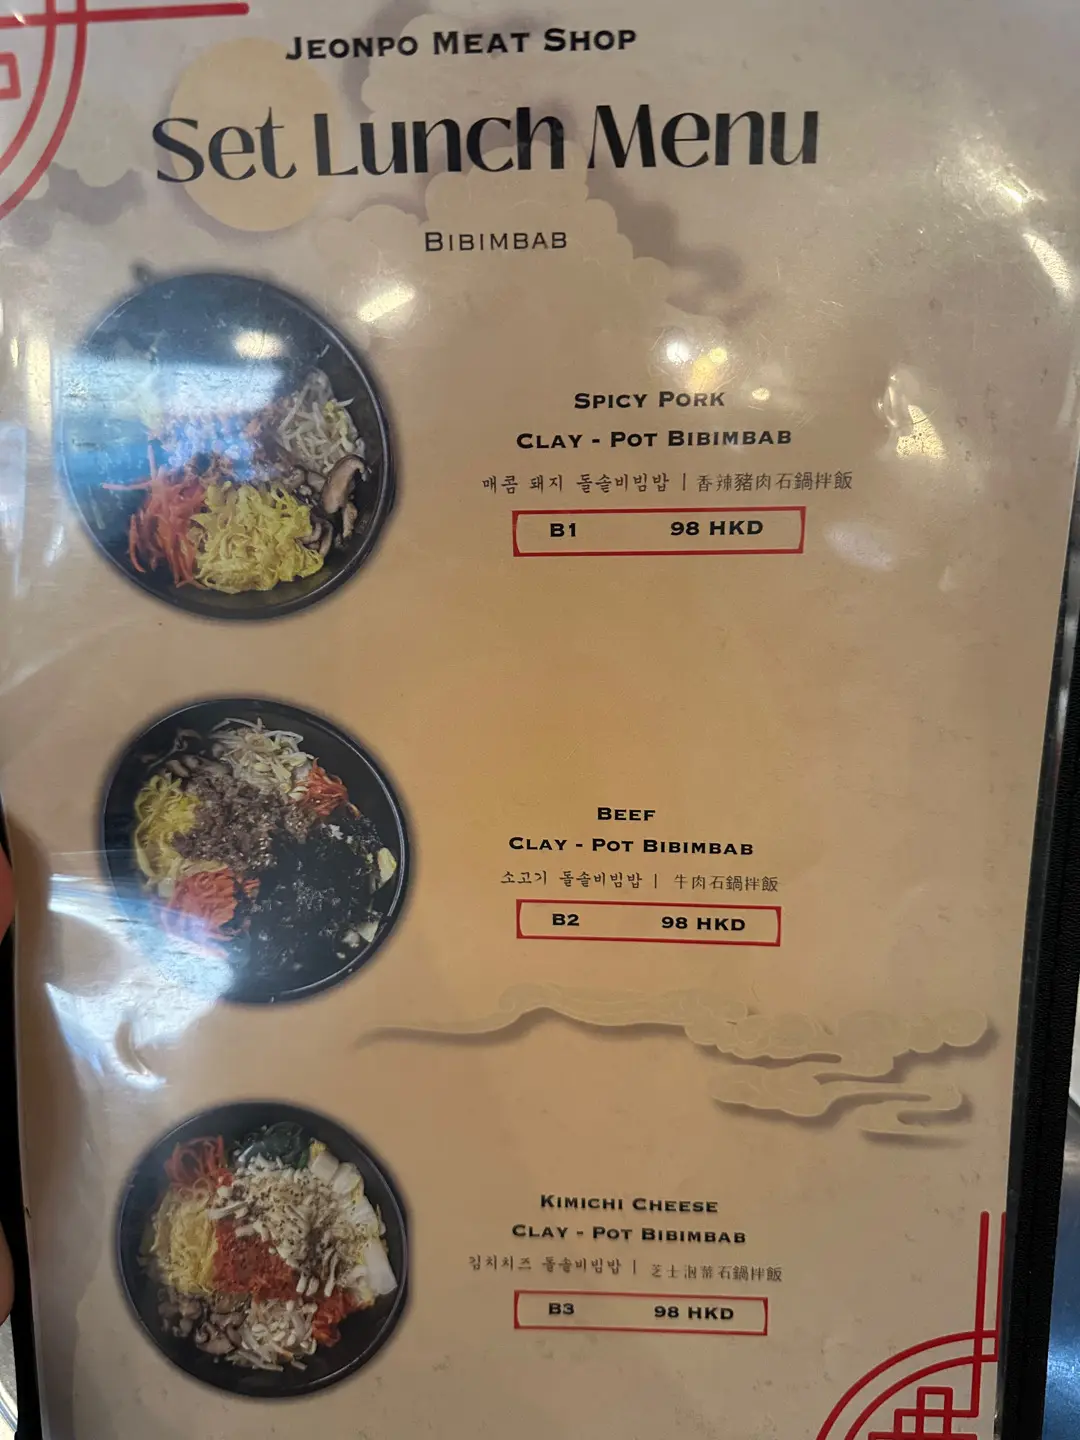 JEONPO MEAT SHOP
Set Lunch Menu
BIBIMBAB
SPICY PORK
CLAY - POT BIBIMBAB
매콤 돼지 돌솥비빔밥 | 香辣豬肉石鍋拌飯
B1 98 HKD
BEEF
CLAY - POT BIBIMBAB
소고기 돌솥비빔밥 | 牛肉石鍋拌飯
B2 98 HKD
KIMICHI CHEESE
CLAY - POT BIBIMBAB
김치치즈 돌솥비빔밥 | 芝士泡菜石鍋拌飯
B3 98 HKD